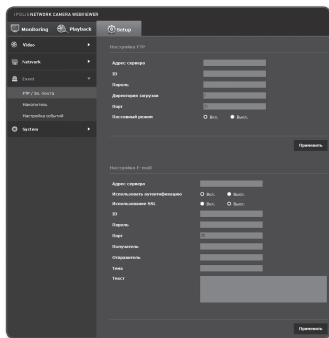 iPOLiS NETWORK CAMERA WEBVIEWER
Monitoring
Playback
Setup
Video
Network
Event
FTP / Эл. почта
Накопитель
Настройка событий
System
Настройка FTP
Адрес сервера
ID
Пароль
Директория загрузки
Порт
Пассивный режим
Вкл.
Выкл.
Применить
Настройка E-mail
Адрес сервера
Использовать аутентификацию
Вкл.
Выкл.
Использование SSL
Вкл.
Выкл.
ID
Пароль
Порт
Получатель
Отправитель
Тема
Текст
Применить